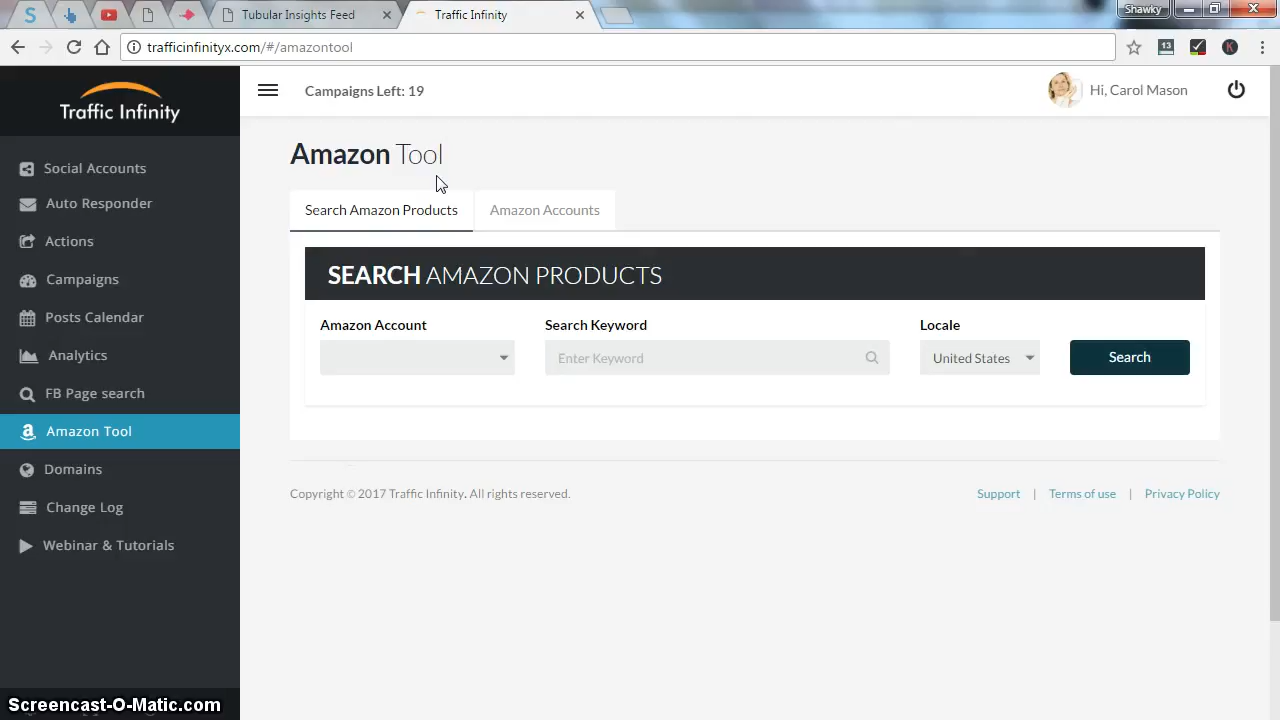 Tubular Insights Feed
Traffic Infinity
Shawky
trafficinfinityx.com/#/amazontool
13
K
Traffic Infinity
Campaigns Left: 19
Hi, Carol Mason
Social Accounts
Auto Responder
Actions
Campaigns
Posts Calendar
Analytics
FB Page search
Amazon Tool
Domains
Change Log
Webinar & Tutorials
Amazon Tool
Search Amazon Products
Amazon Accounts
SEARCH AMAZON PRODUCTS
Amazon Account
Search Keyword
Locale
Enter Keyword
United States
Search
Copyright © 2017 Traffic Infinity. All rights reserved.
Support | Terms of use | Privacy Policy
Screencast-O-Matic.com